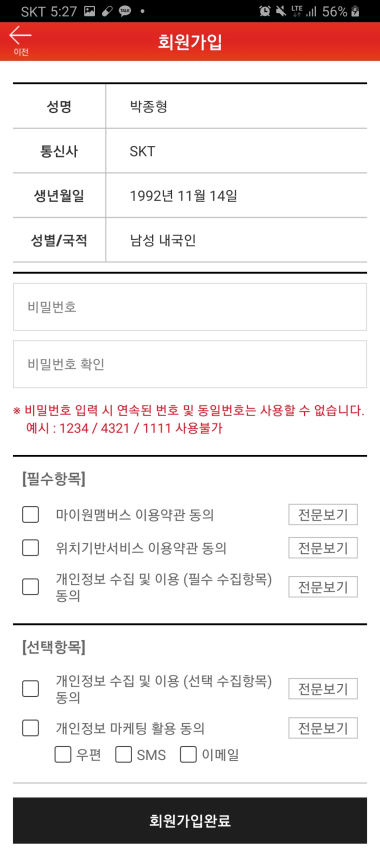 SKT 5:27 LTE 56%
이전
회원가입
성명 박종형
통신사 SKT
생년월일 1992년 11월 14일
성별/국적 남성 내국인
비밀번호
비밀번호 확인
※ 비밀번호 입력 시 연속된 번호 및 동일번호는 사용할 수 없습니다.
예시 : 1234 / 4321 / 1111 사용불가
[필수항목]
마이원맴버스 이용약관 동의 전문보기
위치기반서비스 이용약관 동의 전문보기
개인정보 수집 및 이용 (필수 수집항목)
동의 전문보기
[선택항목]
개인정보 수집 및 이용 (선택 수집항목)
동의 전문보기
개인정보 마케팅 활용 동의 전문보기
우편 SMS 이메일
회원가입완료